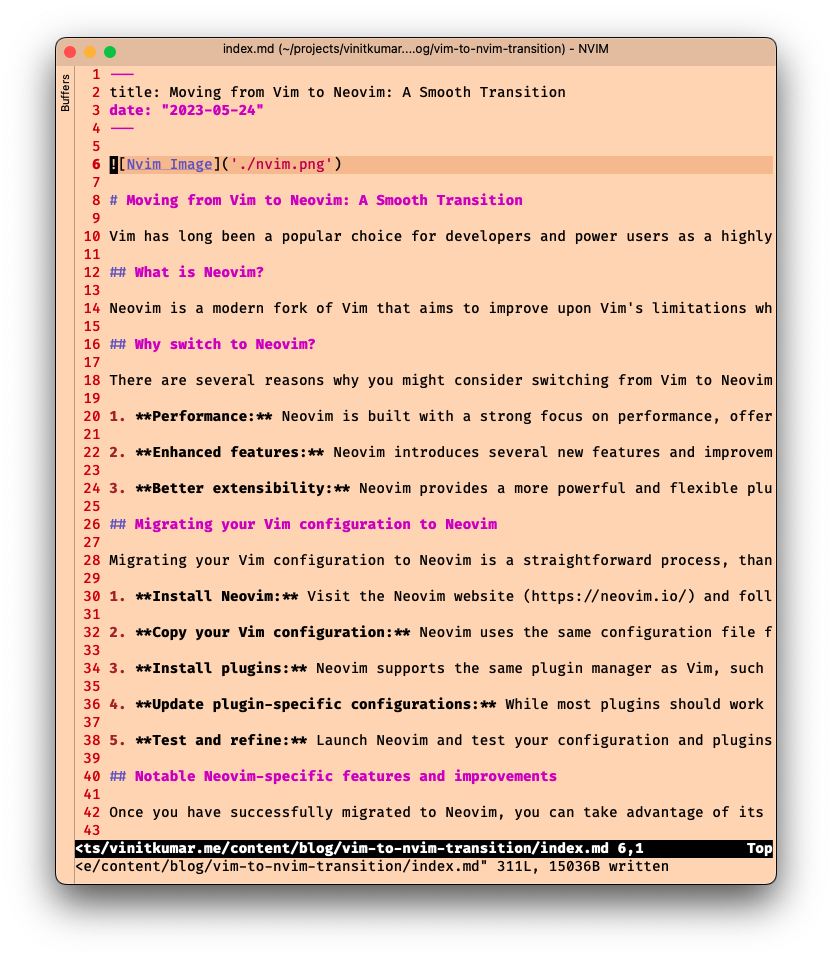 index.md (~/projects/vinitkumar....og/vim-to-nvim-transition) - NVIM
Buffers
1 ---
2 title: Moving from Vim to Neovim: A Smooth Transition
3 date: "2023-05-24"
4 ---
5
6 ![Nvim Image]('./nvim.png')
7
8 # Moving from Vim to Neovim: A Smooth Transition
9
10 Vim has long been a popular choice for developers and power users as a highly
11
12 ## What is Neovim?
13
14 Neovim is a modern fork of Vim that aims to improve upon Vim's limitations wh
15
16 ## Why switch to Neovim?
17
18 There are several reasons why you might consider switching from Vim to Neovim
19
20 1. **Performance:** Neovim is built with a strong focus on performance, offer
21
22 2. **Enhanced features:** Neovim introduces several new features and improvem
23
24 3. **Better extensibility:** Neovim provides a more powerful and flexible plu
25
26 ## Migrating your Vim configuration to Neovim
27
28 Migrating your Vim configuration to Neovim is a straightforward process, than
29
30 1. **Install Neovim:** Visit the Neovim website (https://neovim.io/) and foll
31
32 2. **Copy your Vim configuration:** Neovim uses the same configuration file f
33
34 3. **Install plugins:** Neovim supports the same plugin manager as Vim, such
35
36 4. **Update plugin-specific configurations:** While most plugins should work
37
38 5. **Test and refine:** Launch Neovim and test your configuration and plugins
39
40 ## Notable Neovim-specific features and improvements
41
42 Once you have successfully migrated to Neovim, you can take advantage of its
43
<ts/vinitkumar.me/content/blog/vim-to-nvim-transition/index.md 6,1 Top
<e/content/blog/vim-to-nvim-transition/index.md" 311L, 15036B written